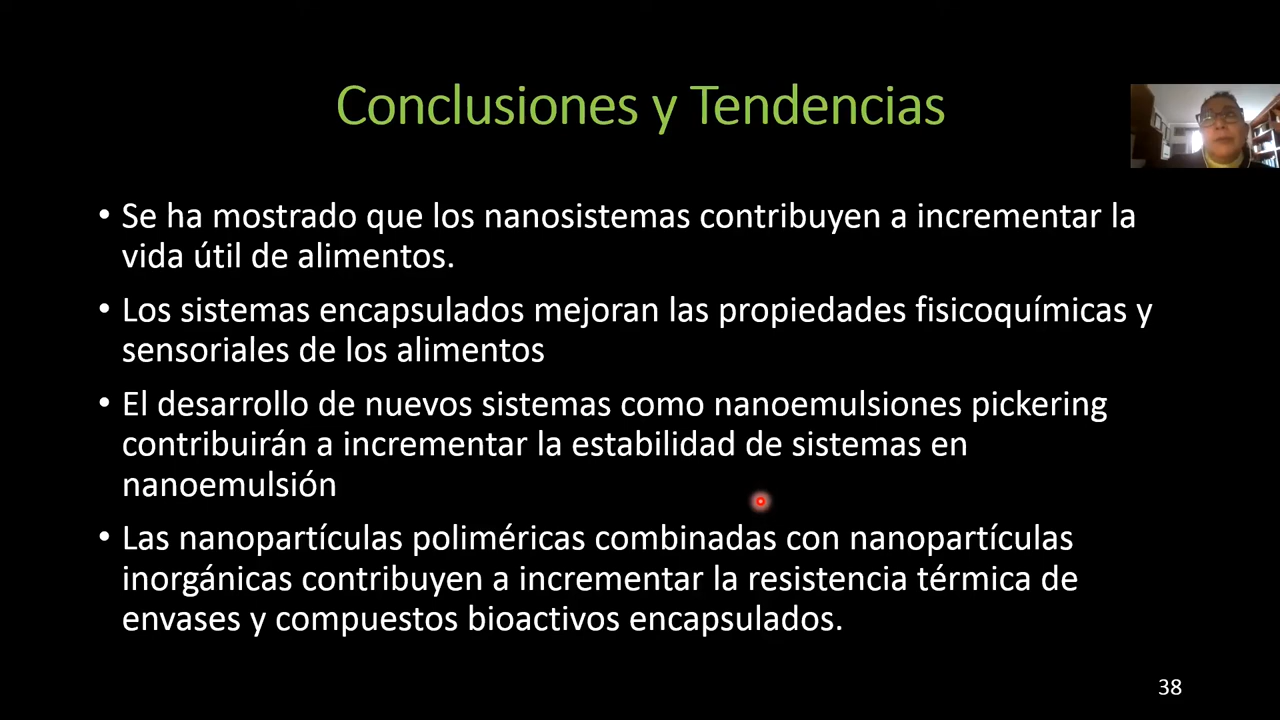 Conclusiones y Tendencias
• Se ha mostrado que los nanosistemas contribuyen a incrementar la
vida útil de alimentos.
• Los sistemas encapsulados mejoran las propiedades fisicoquímicas y
sensoriales de los alimentos
• El desarrollo de nuevos sistemas como nanoemulsiones pickering
contribuirán a incrementar la estabilidad de sistemas en
nanoemulsión
• Las nanopartículas poliméricas combinadas con nanopartículas
inorgánicas contribuyen a incrementar la resistencia térmica de
envases y compuestos bioactivos encapsulados.
38